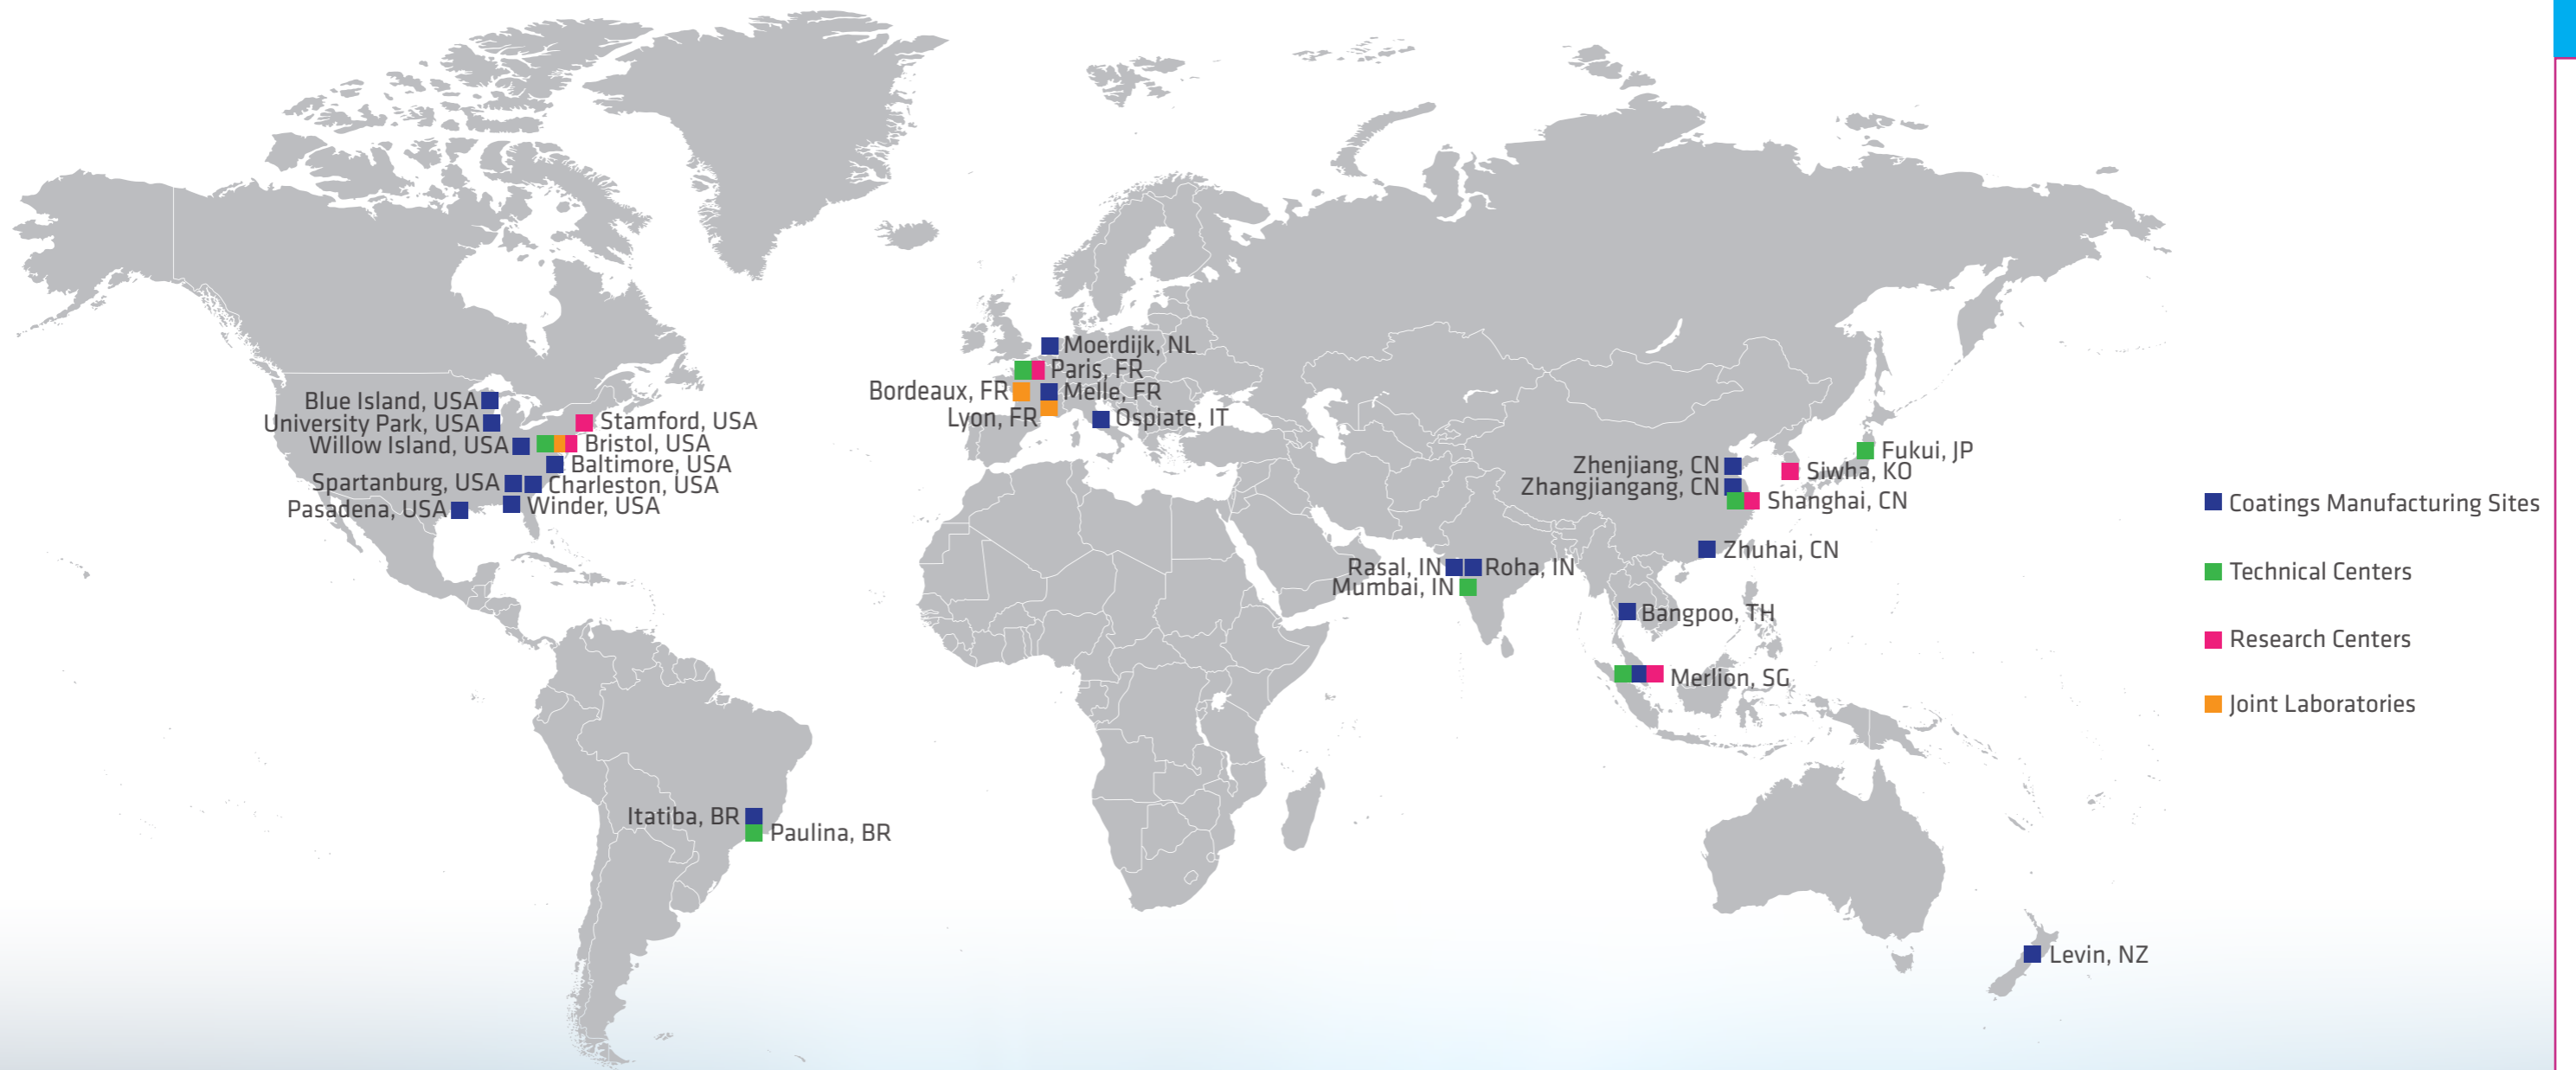 Blue Island, USA
University Park, USA
Willow Island, USA
Spartanburg, USA
Pasadena, USA
Stamford, USA
Bristol, USA
Baltimore, USA
Charleston, USA
Winder, USA
Itatiba, BR
Paulina, BR
Moerdijk, NL
Paris, FR
Bordeaux, FR
Melle, FR
Lyon, FR
Ospiate, IT
Zhenjiang, CN
Zhangjiangang, CN
Fukui, JP
Siwha, KO
Shanghai, CN
Zhuhai, CN
Rasal, IN
Roha, IN
Mumbai, IN
Bangpoo, TH
Merlion, SG
Levin, NZ
Coatings Manufacturing Sites
Technical Centers
Research Centers
Joint Laboratories